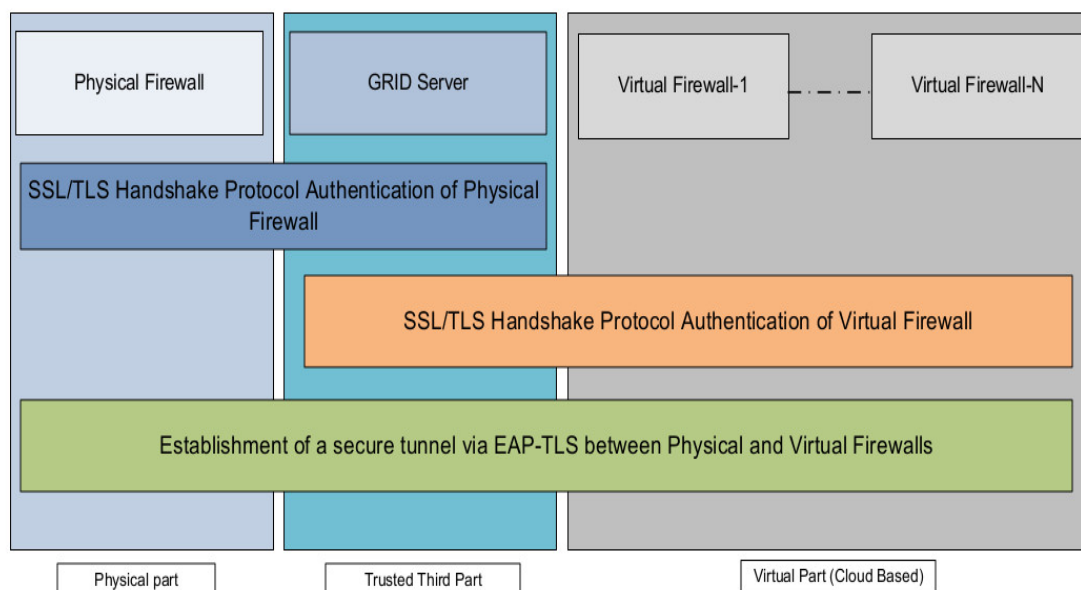 Physical Firewall
GRID Server
Virtual Firewall-1
Virtual Firewall-N
SSL/TLS Handshake Protocol Authentication of Physical
Firewall
SSL/TLS Handshake Protocol Authentication of Virtual Firewall
Establishment of a secure tunnel via EAP-TLS between Physical and Virtual Firewalls
Physical part
Trusted Third Part
Virtual Part (Cloud Based)